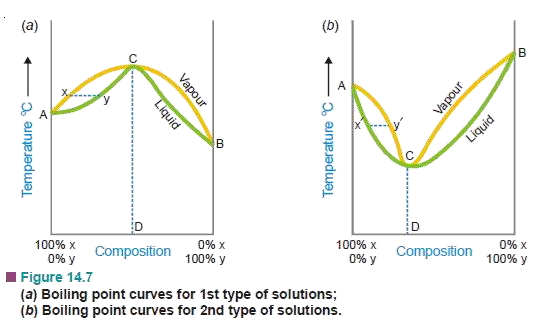 (a)
(b)
Temperature °C
A
x
y
C
Vapour
Liquid
B
D
100% x
0% y
Composition
0% x
100% y
Temperature °C
A
x'
y'
C
Vapour
Liquid
B
D
100% x
0% y
Composition
0% x
100% y
Figure 14.7
(a) Boiling point curves for 1st type of solutions;
(b) Boiling point curves for 2nd type of solutions.